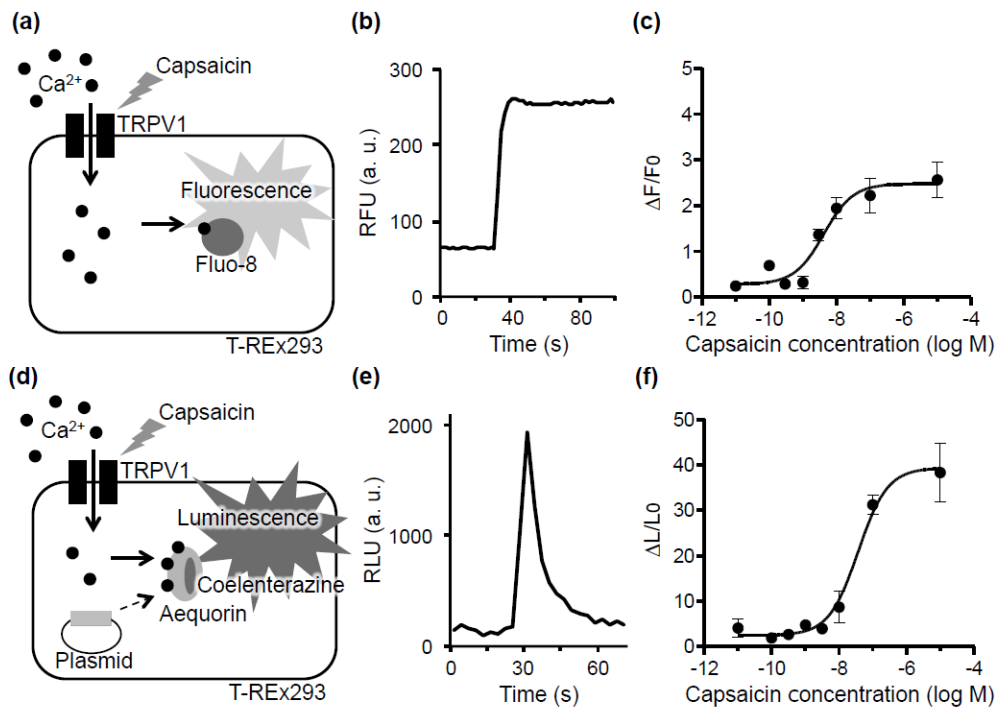 (a)
Ca²⁺
Capsaicin
TRPV1
Fluorescence
Fluo-8
T-REx293
(b)
300
200
100
0
RFU (a. u.)
0 40 80
Time (s)
(c)
5
4
3
2
1
0
ΔF/F0
-12 -10 -8 -6 -4
Capsaicin concentration (log M)
(d)
Ca²⁺
Capsaicin
TRPV1
Luminescence
Coelenterazine
Aequorin
Plasmid
T-REx293
(e)
2000
1000
0
RLU (a. u.)
0 30 60
Time (s)
(f)
50
40
30
20
10
0
ΔL/L0
-12 -10 -8 -6 -4
Capsaicin concentration (log M)